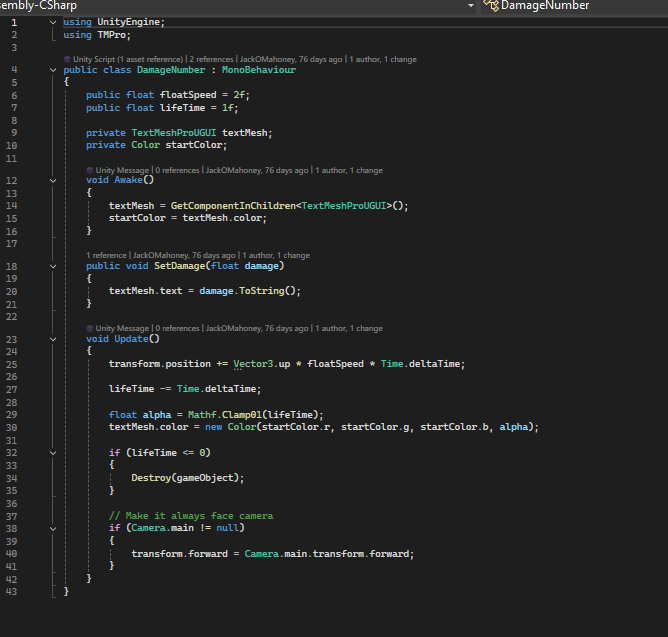 sembly-CSharp DamageNumber
1 using UnityEngine;
2 using TMPro;
3
Unity Script (1 asset reference) | 2 references | JackOMahoney, 76 days ago | 1 author, 1 change
4 public class DamageNumber : MonoBehaviour
5 {
6 public float floatSpeed = 2f;
7 public float lifeTime = 1f;
8
9 private TextMeshProUGUI textMesh;
10 private Color startColor;
11
Unity Message | 0 references | JackOMahoney, 76 days ago | 1 author, 1 change
12 void Awake()
13 {
14 textMesh = GetComponentInChildren<TextMeshProUGUI>();
15 startColor = textMesh.color;
16 }
17
1 reference | JackOMahoney, 76 days ago | 1 author, 1 change
18 public void SetDamage(float damage)
19 {
20 textMesh.text = damage.ToString();
21 }
22
Unity Message | 0 references | JackOMahoney, 76 days ago | 1 author, 1 change
23 void Update()
24 {
25 transform.position += Vector3.up * floatSpeed * Time.deltaTime;
26
27 lifeTime -= Time.deltaTime;
28
29 float alpha = Mathf.Clamp01(lifeTime);
30 textMesh.color = new Color(startColor.r, startColor.g, startColor.b, alpha);
31
32 if (lifeTime <= 0)
33 {
34 Destroy(gameObject);
35 }
36
37 // Make it always face camera
38 if (Camera.main != null)
39 {
40 transform.forward = Camera.main.transform.forward;
41 }
42 }
43 }